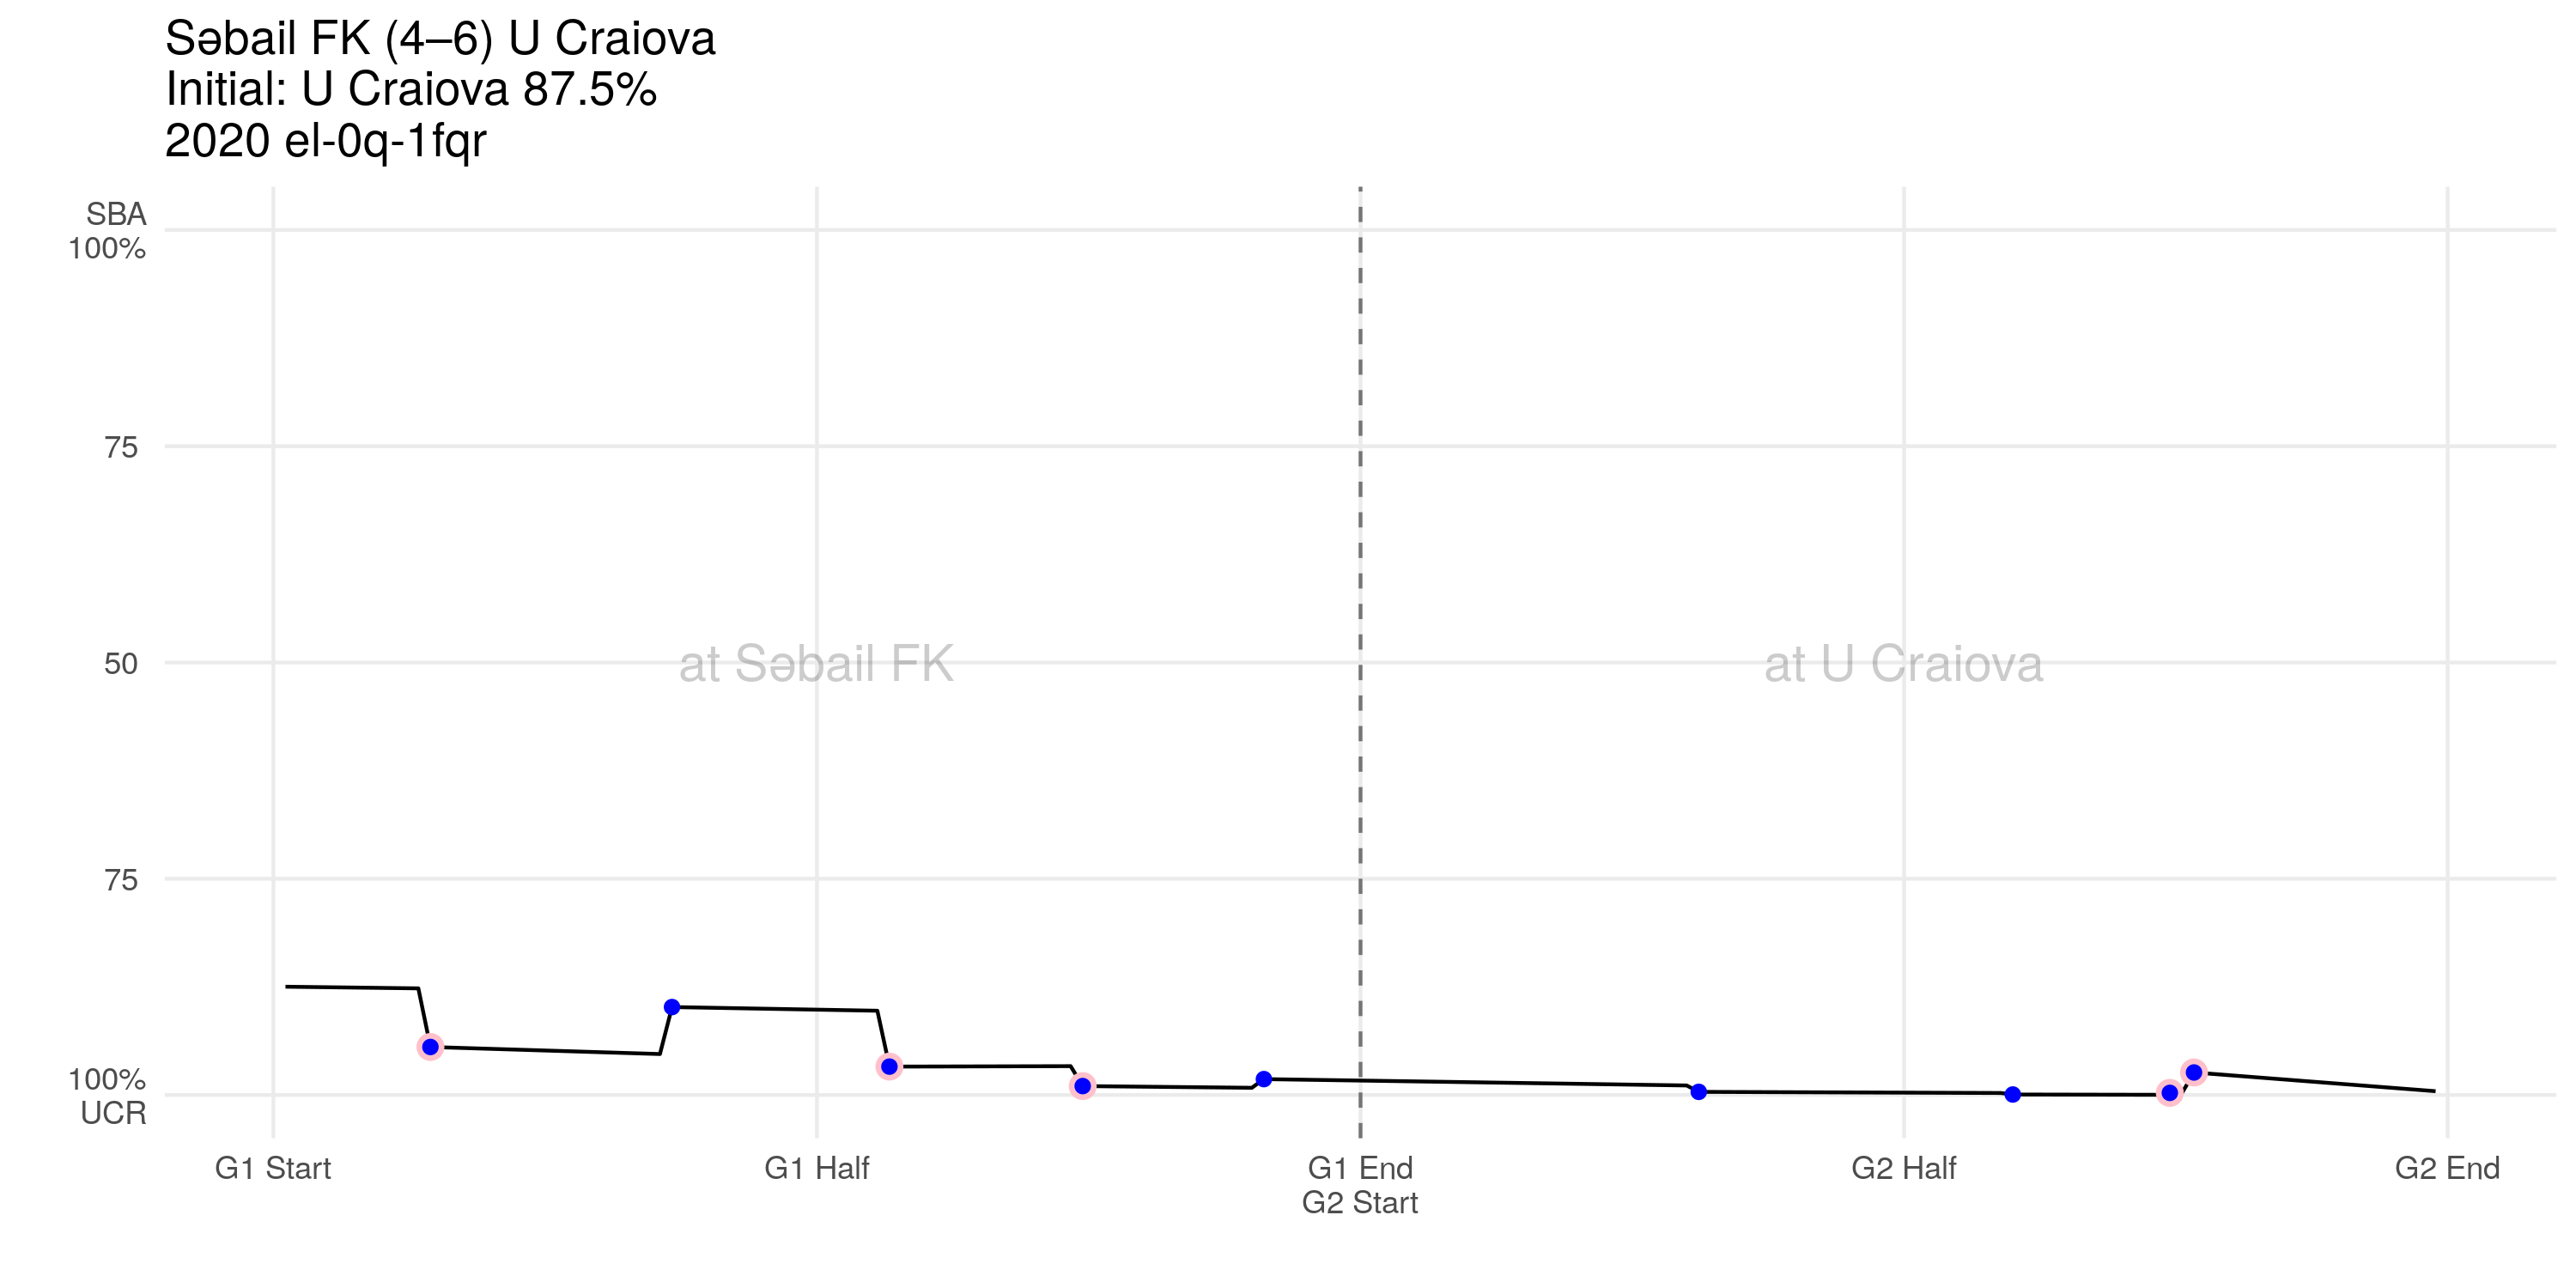 Səbail FK (4–6) U Craiova
Initial: U Craiova 87.5%
2020 el-0q-1fqr
SBA
100%
75
50
75
100%
UCR
at Səbail FK
at U Craiova
G1 Start
G1 Half
G1 End
G2 Start
G2 Half
G2 End